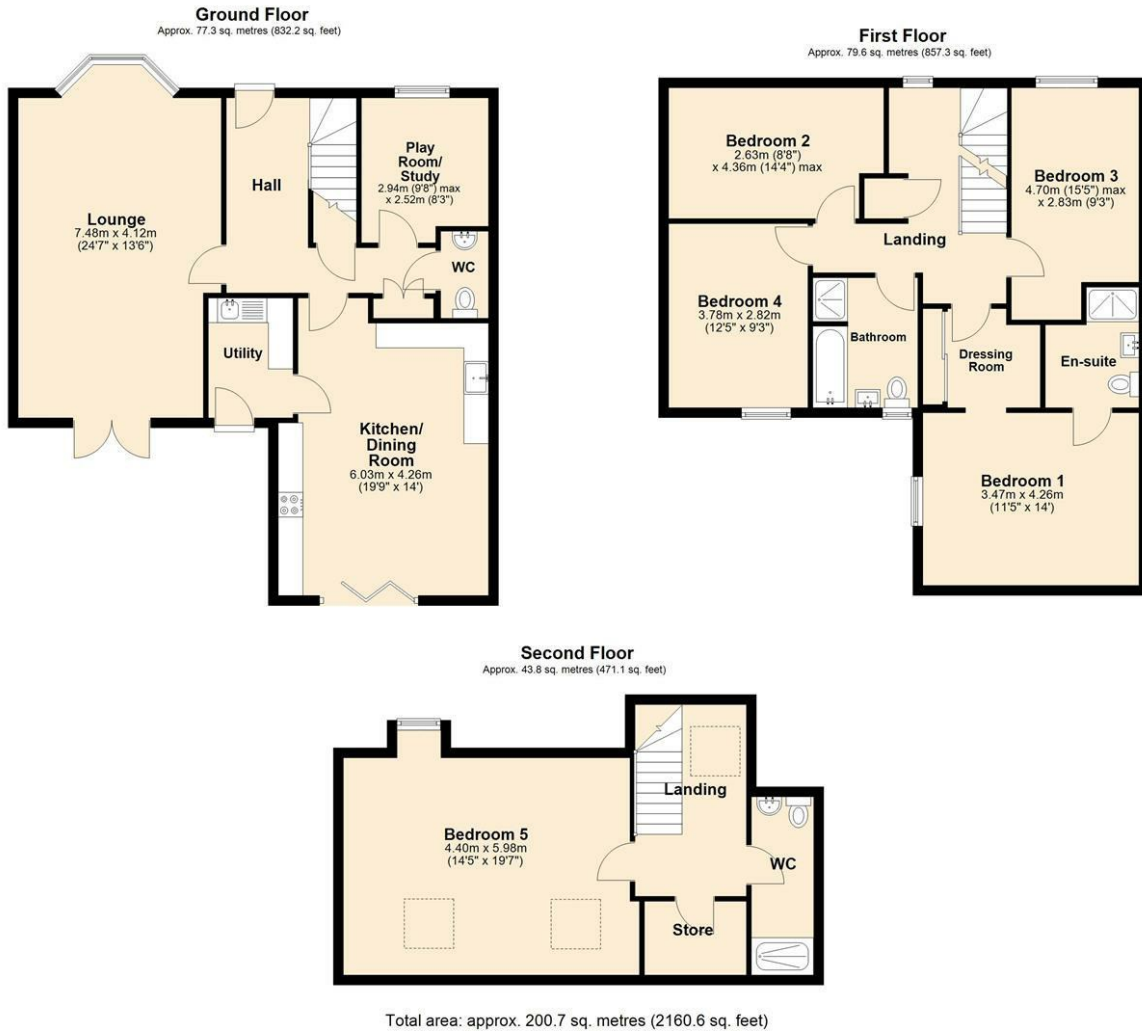 Ground Floor
Approx. 77.3 sq. metres (832.2 sq. feet)
Lounge
7.48m x 4.12m
(24'7" x 13'6")
Hall
Play
Room/
Study
2.94m (9'8") max
x 2.52m (8'3")
WC
Utility
Kitchen/
Dining
Room
6.03m x 4.26m
(19'9" x 14')
First Floor
Approx. 79.6 sq. metres (857.3 sq. feet)
Bedroom 2
2.63m (8'8")
x 4.36m (14'4") max
Bedroom 3
4.70m (15'5") max
x 2.83m (9'3")
Landing
Bedroom 4
3.78m x 2.82m
(12'5" x 9'3")
Bathroom
Dressing
Room
En-suite
Bedroom 1
3.47m x 4.26m
(11'5" x 14')
Second Floor
Approx. 43.8 sq. metres (471.1 sq. feet)
Landing
Bedroom 5
4.40m x 5.98m
(14'5" x 19'7")
WC
Store
Total area: approx. 200.7 sq. metres (2160.6 sq. feet)